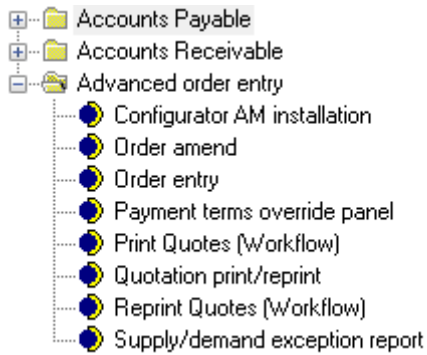 Accounts Payable
Accounts Receivable
Advanced order entry
Configurator AM installation
Order amend
Order entry
Payment terms override panel
Print Quotes (Workflow)
Quotation print/reprint
Reprint Quotes (Workflow)
Supply/demand exception report